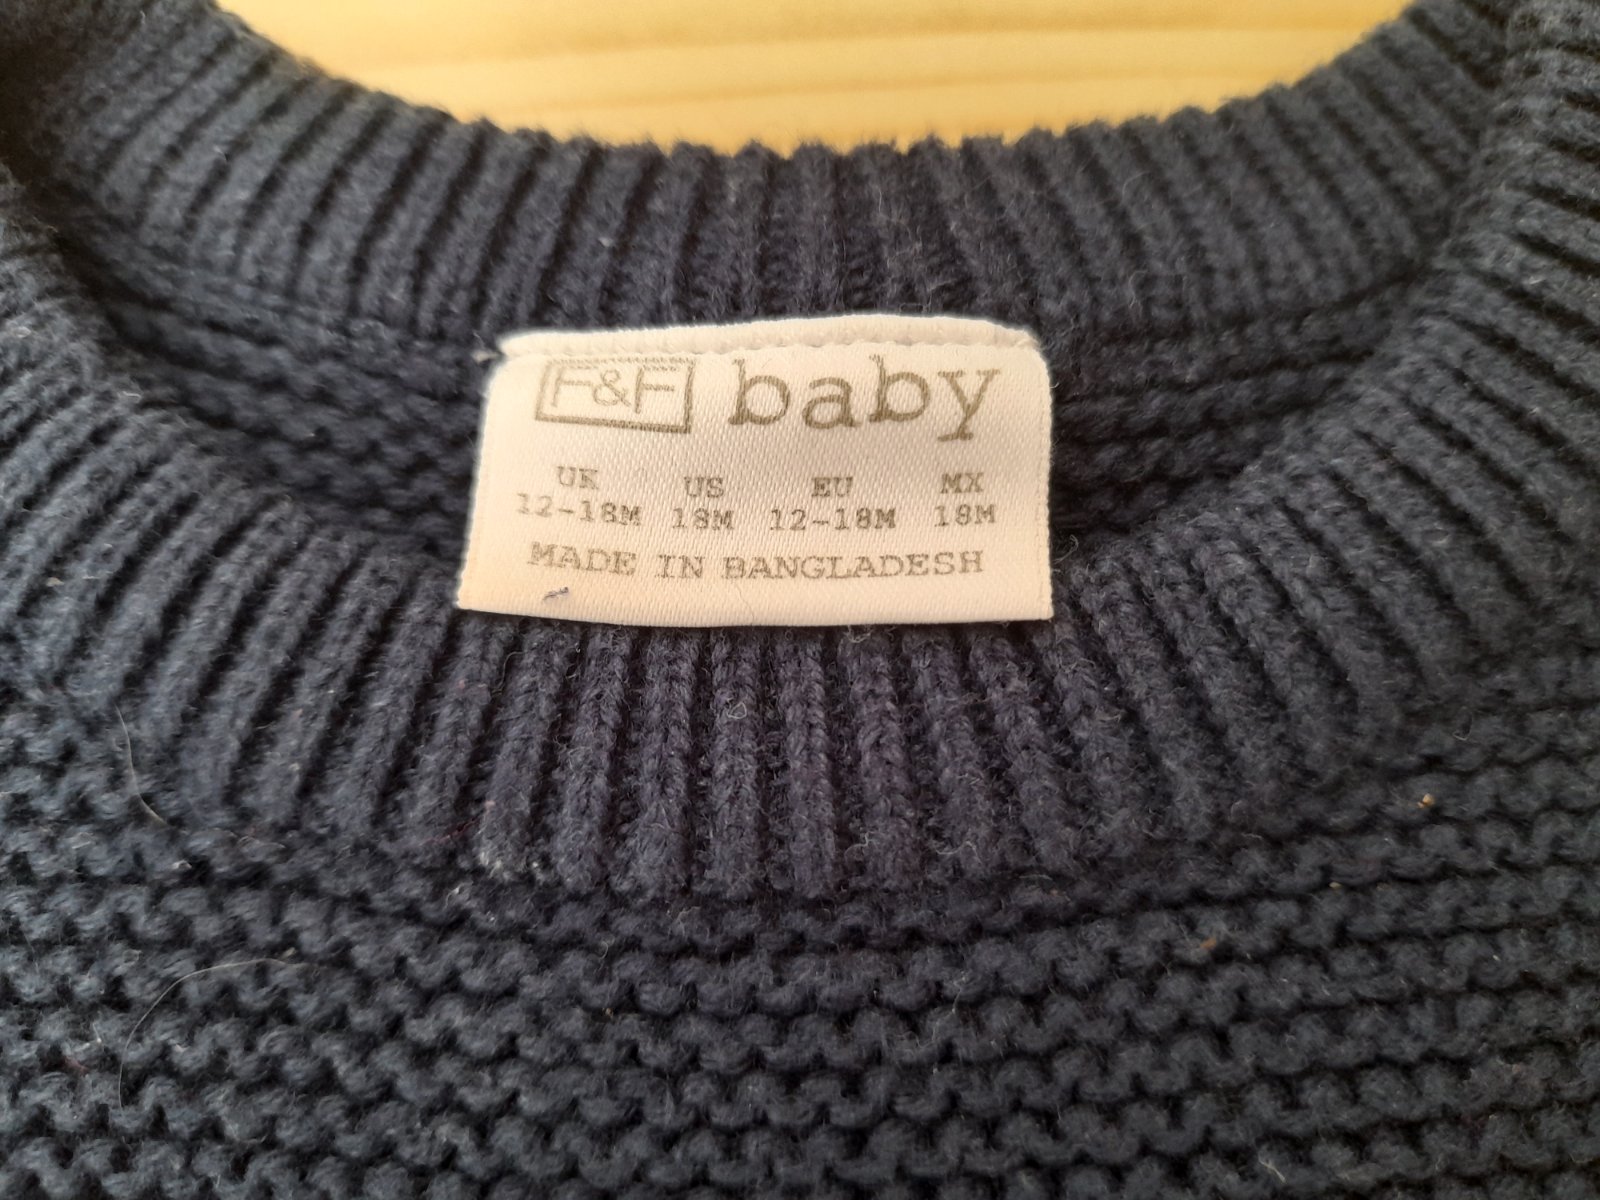 F&F baby
UK US EU MX
12-18M 18M 12-18M 18M
MADE IN BANGLADESH